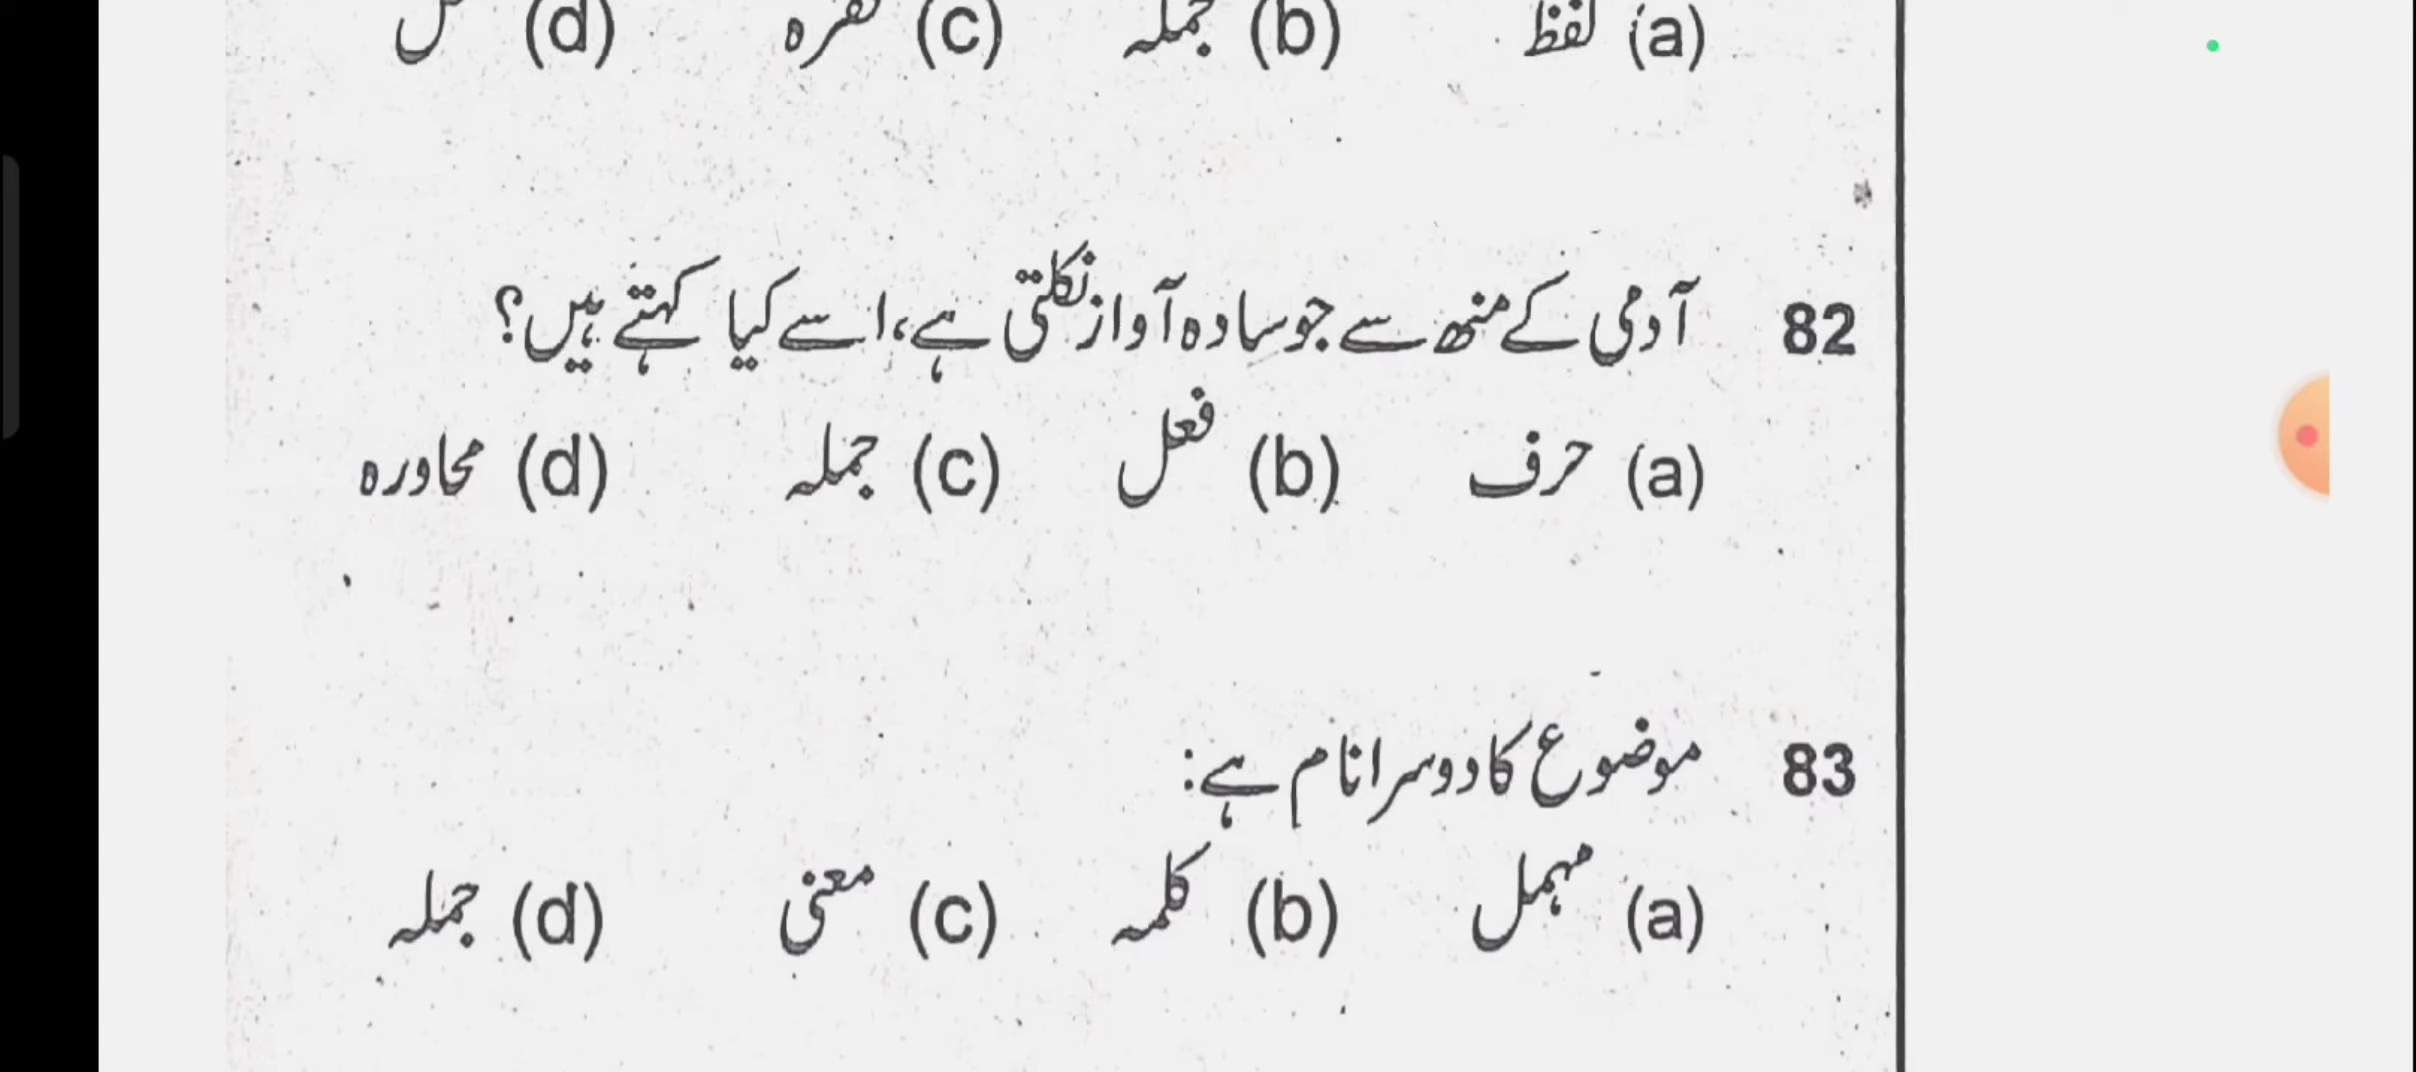 (a) لفظ (b) جملہ (c) فقرہ (d)
82 آدمی کے منھ سے جو سادہ آواز نکلتی ہے، اسے کیا کہتے ہیں؟
(a) حرف (b) فعل (c) جملہ (d) محاورہ
83 موضوع کا دوسرا نام ہے:
(a) مہمل (b) کلمہ (c) معنی (d) جملہ